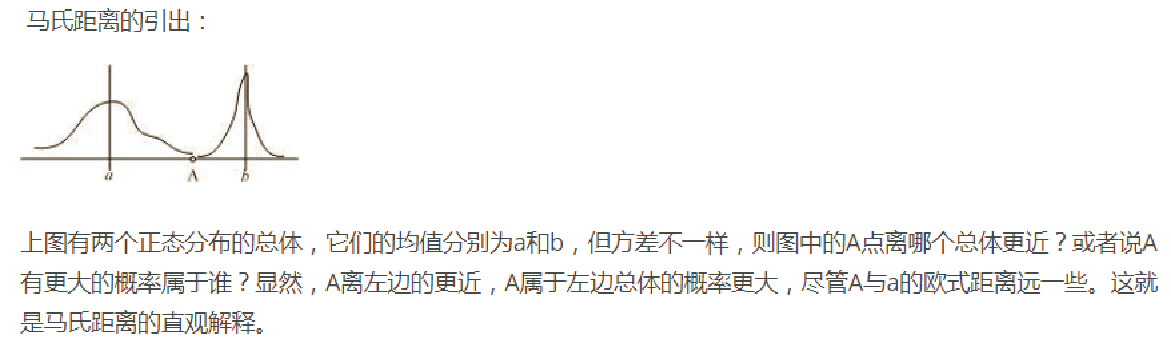 马氏距离的引出：
a A b
上图有两个正态分布的总体，它们的均值分别为a和b，但方差不一样，则图中的A点离哪个总体更近？或者说A
有更大的概率属于谁？显然，A离左边的更近，A属于左边总体的概率更大，尽管A与a的欧式距离远一些。这就
是马氏距离的直观解释。